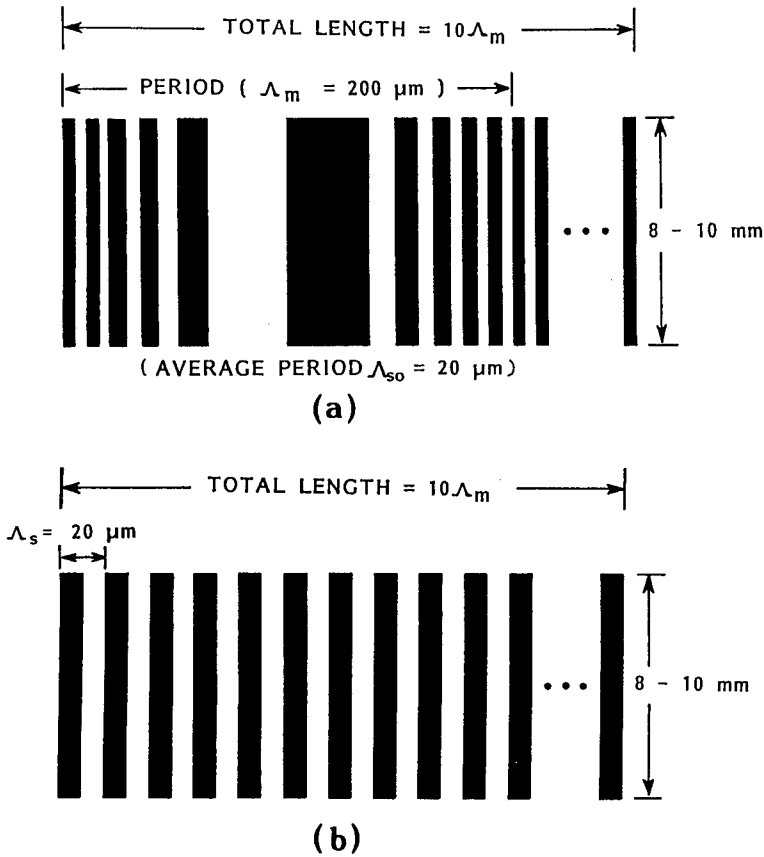 TOTAL LENGTH = 10Λm
PERIOD ( Λm = 200 μm )
8 - 10 mm
(AVERAGE PERIOD Λso = 20 μm)
(a)
TOTAL LENGTH = 10Λm
Λs= 20 μm
8 - 10 mm
(b)